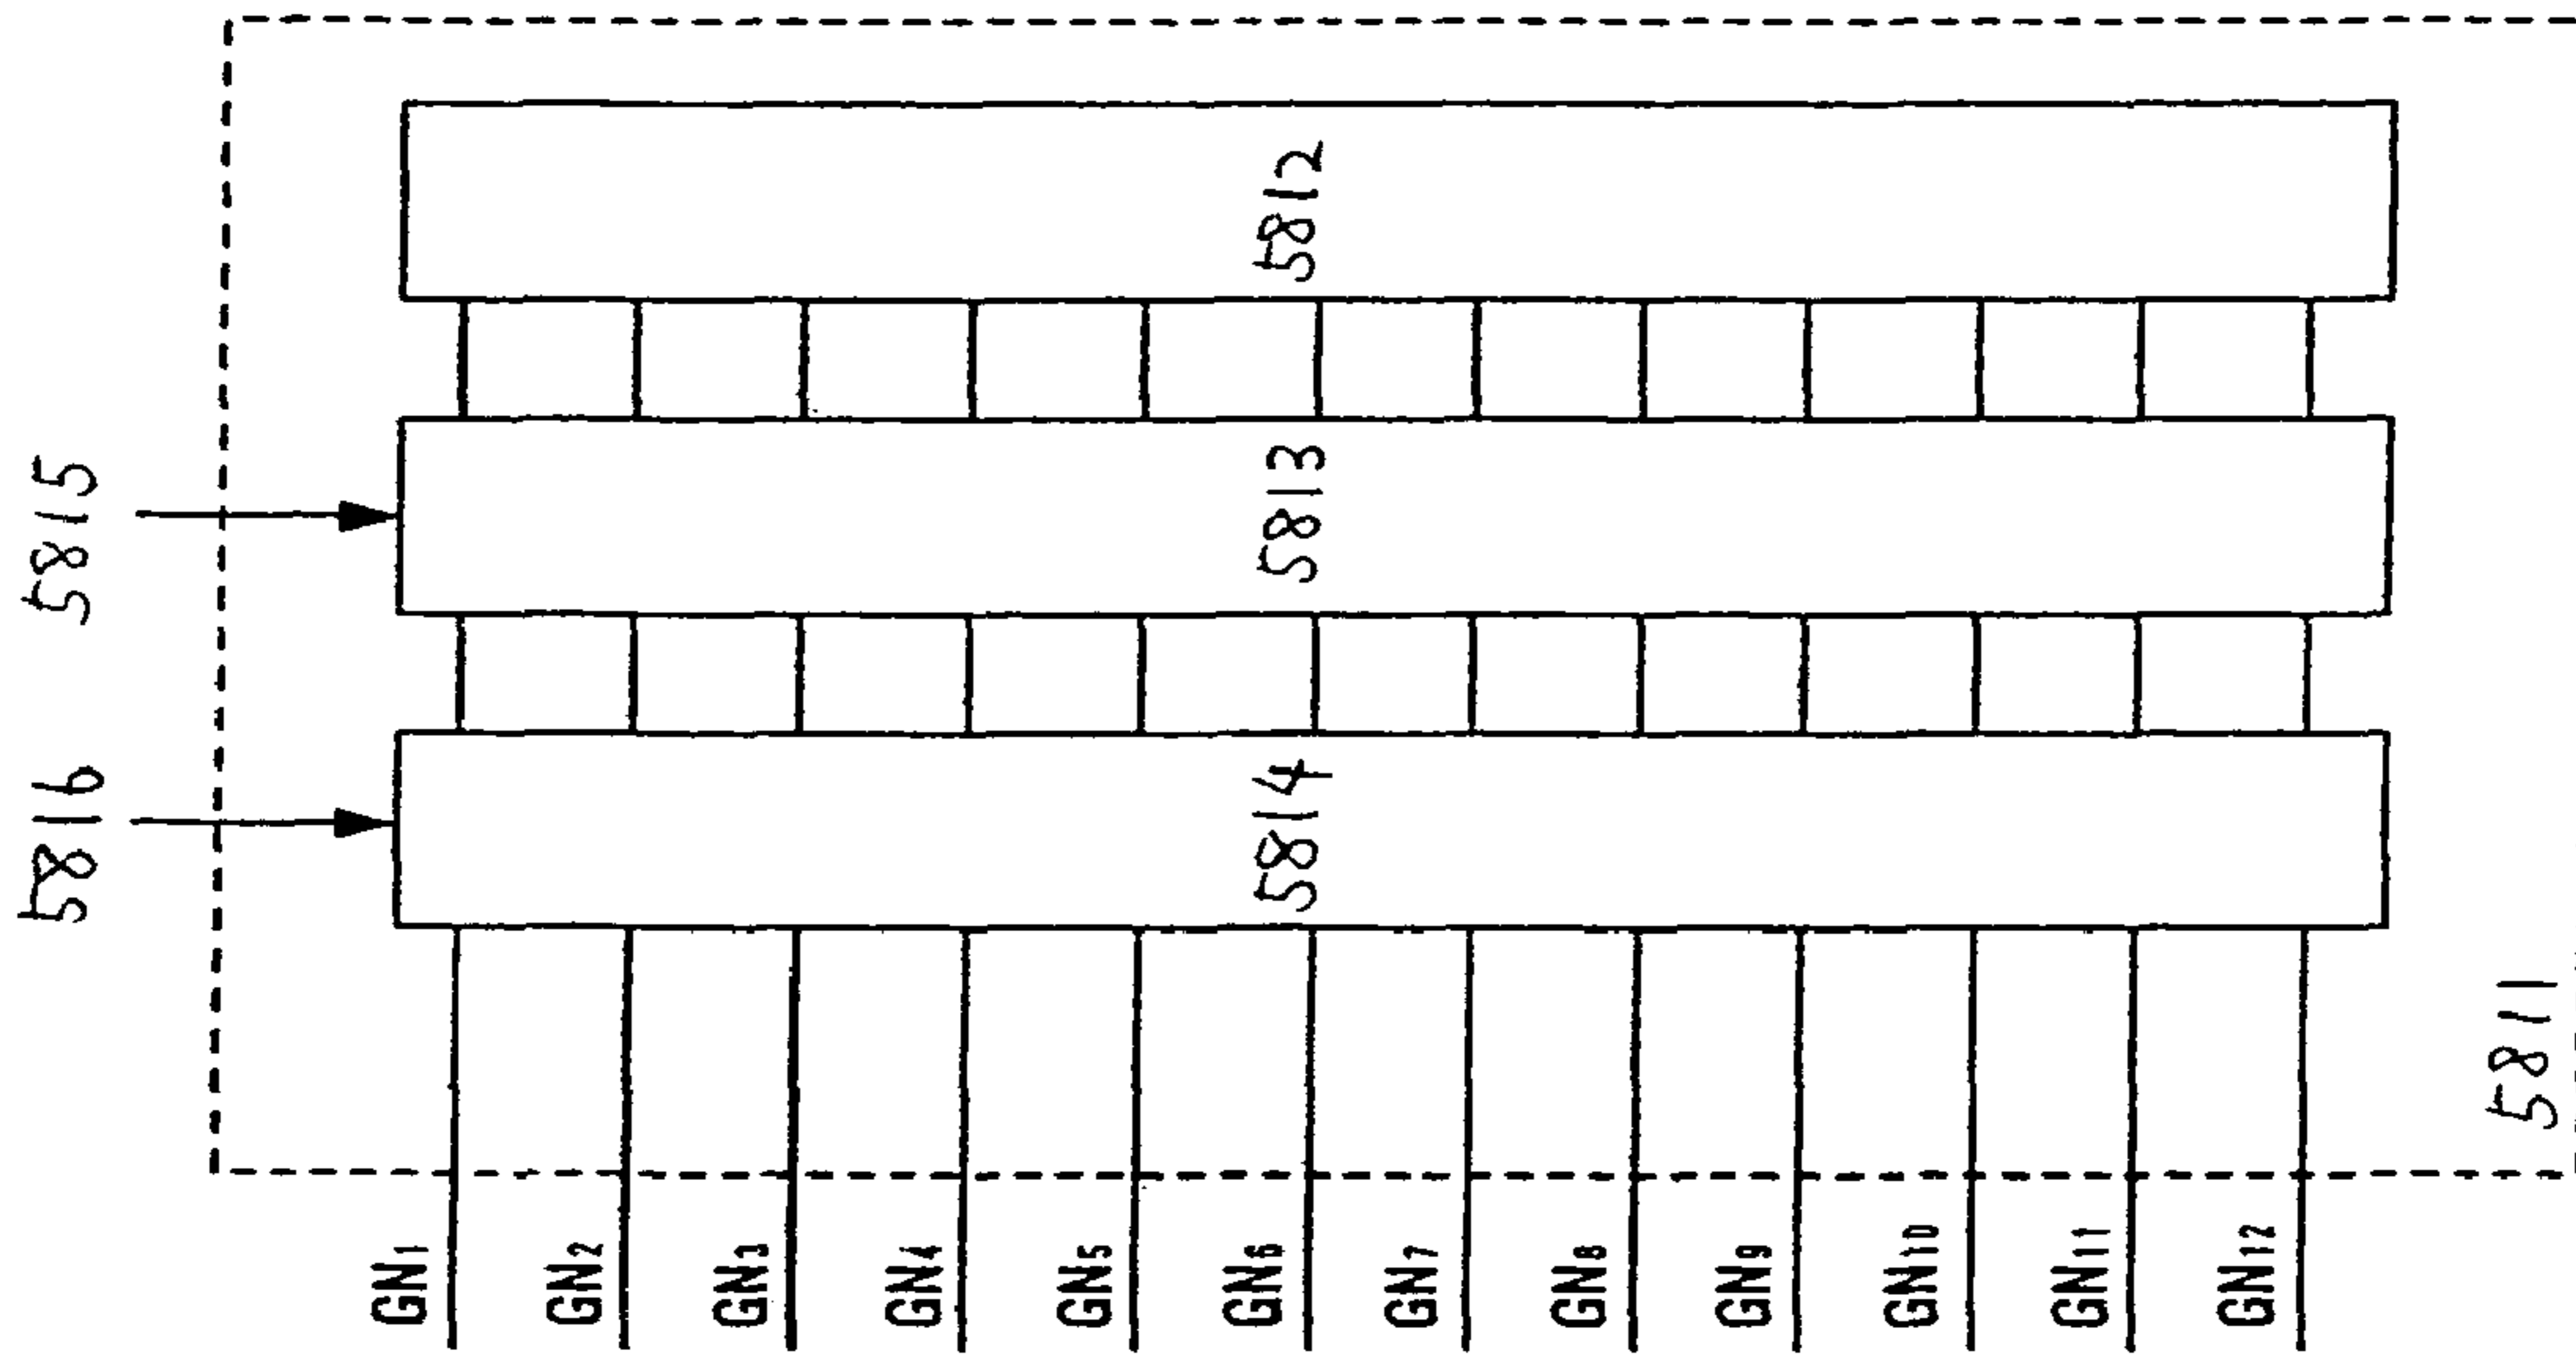 5815
5816
5812
5813
5814
5811
GN₁
GN₂
GN₃
GN₄
GN₅
GN₆
GN₇
GN₈
GN₉
GN₁₀
GN₁₁
GN₁₂